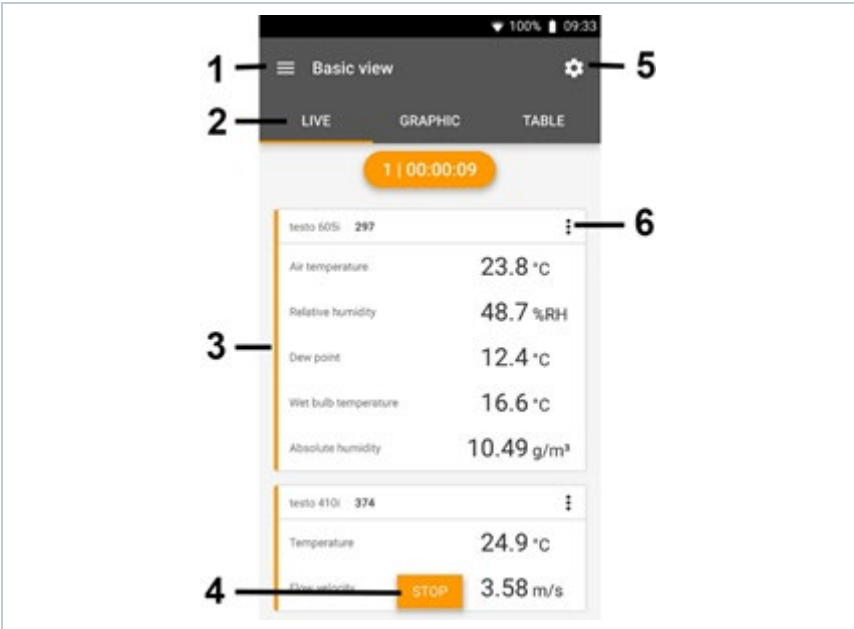 100% 09:33
1 Basic view 5
2 LIVE GRAPHIC TABLE
1 | 00:00:09
testo 605i 297 6
Air temperature 23.8 °C
Relative humidity 48.7 %RH
3
Dew point 12.4 °C
Wet bulb temperature 16.6 °C
Absolute humidity 10.49 g/m³
testo 410i 374
Temperature 24.9 °C
4 Flow velocity STOP 3.58 m/s